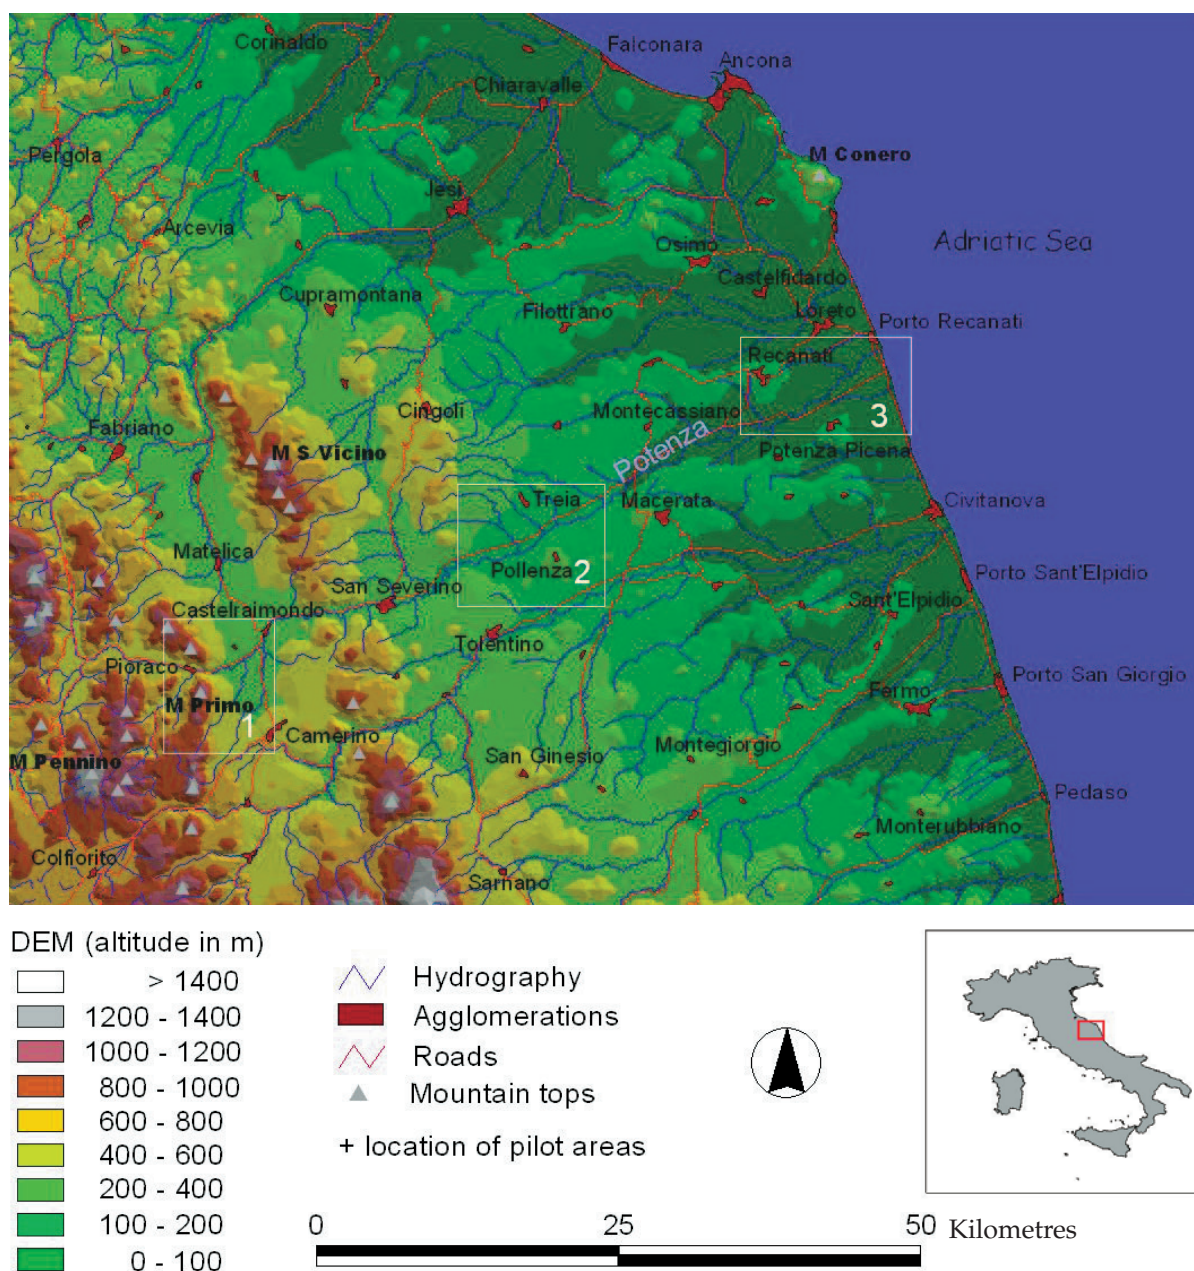 Corinaldo
Falconara
Ancona
Chiaravalle
Pergola
M Conero
Jesi
Arcevia
Osimo
Adriatic Sea
Castelfidardo
Cupramontana
Filottrano
Loreto
Porto Recanati
Recanati
Cingoli
Montecassiano
3
Fabriano
M S Vicino
Potenza
Potenza Picena
Treia
Macerata
Civitanova
Matelica
Pollenza
2
San Severino
Porto Sant'Elpidio
Castelraimondo
Sant'Elpidio
Tolentino
Pioraco
Porto San Giorgio
M Primo
1
Fermo
Camerino
Montegiorgio
San Ginesio
M Pennino
Pedaso
Monterubbiano
Colfiorito
Sarnano
DEM (altitude in m)
> 1400
1200 - 1400
1000 - 1200
800 - 1000
600 - 800
400 - 600
200 - 400
100 - 200
0 - 100
Hydrography
Agglomerations
Roads
Mountain tops
+ location of pilot areas
0 25 50 Kilometres